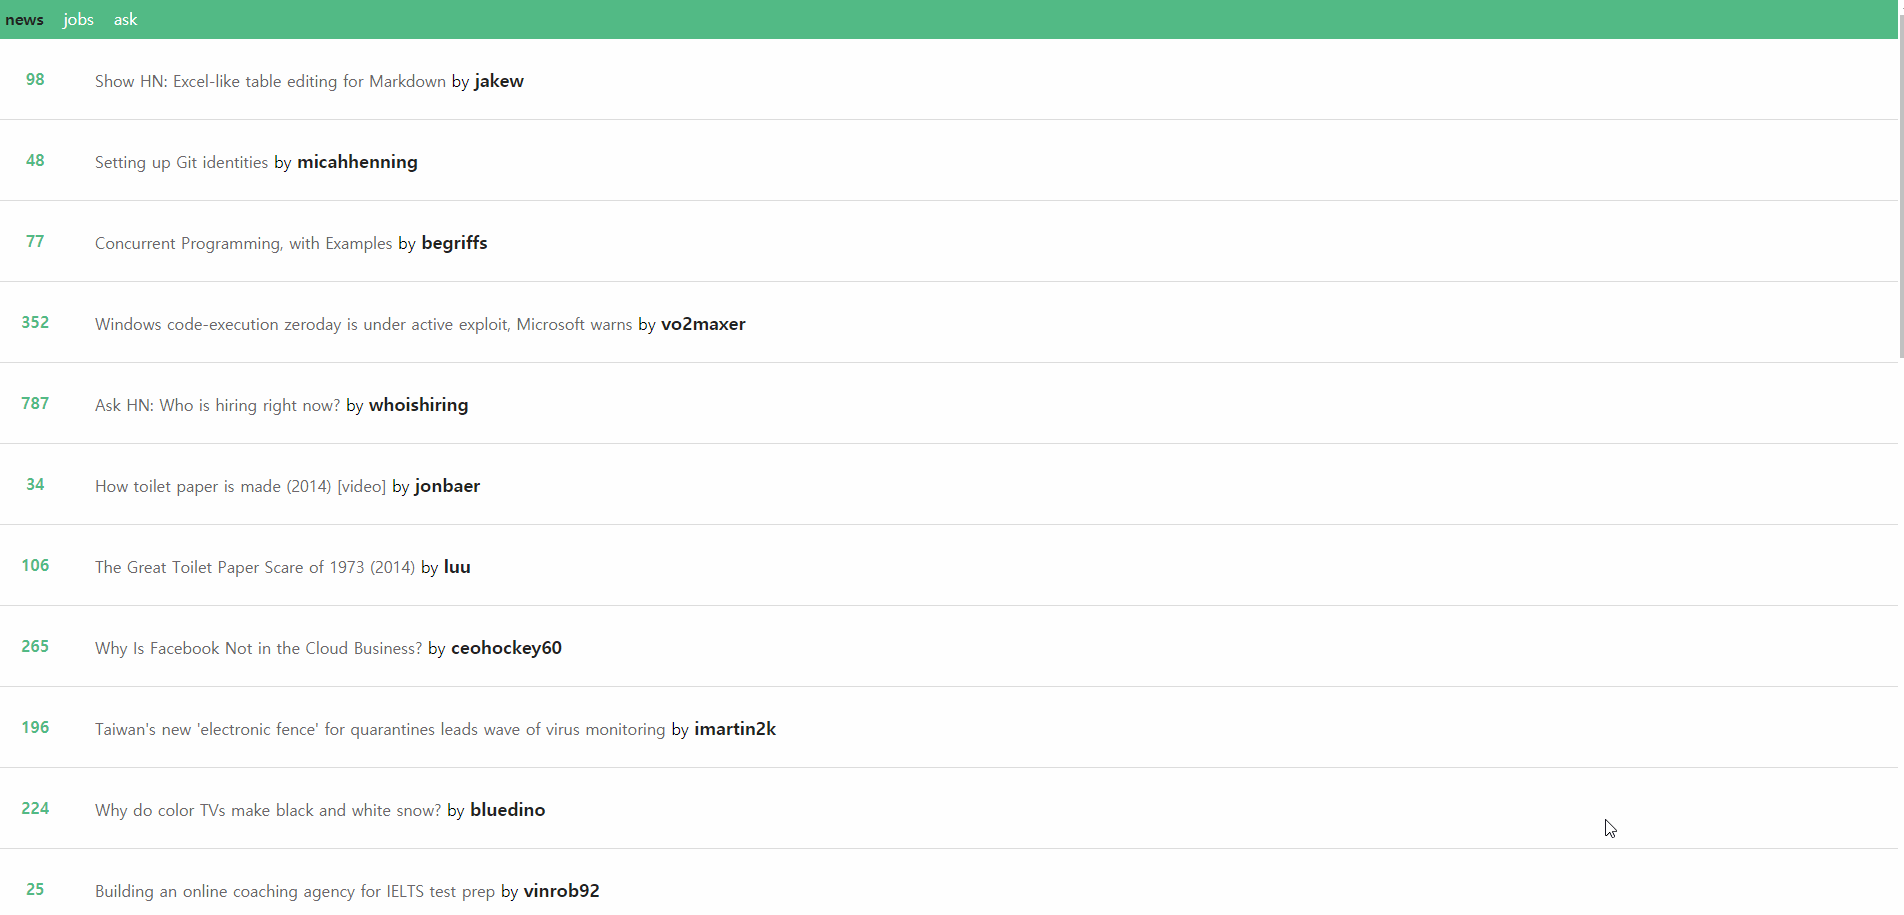 news jobs ask
98 Show HN: Excel-like table editing for Markdown by jakew
48 Setting up Git identities by micahhenning
77 Concurrent Programming, with Examples by begriffs
352 Windows code-execution zeroday is under active exploit, Microsoft warns by vo2maxer
787 Ask HN: Who is hiring right now? by whoishiring
34 How toilet paper is made (2014) [video] by jonbaer
106 The Great Toilet Paper Scare of 1973 (2014) by luu
265 Why Is Facebook Not in the Cloud Business? by ceohockey60
196 Taiwan's new 'electronic fence' for quarantines leads wave of virus monitoring by imartin2k
224 Why do color TVs make black and white snow? by bluedino
25 Building an online coaching agency for IELTS test prep by vinrob92